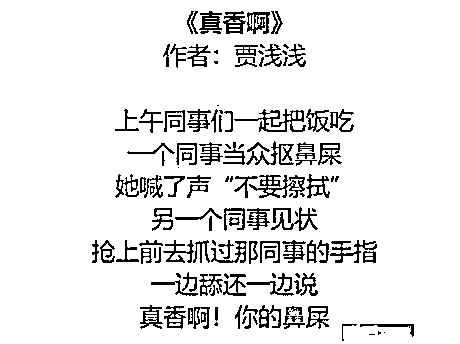 《真香啊》
作者：贾浅浅
上午同事们一起把饭吃
一个同事当众抠鼻屎
她喊了声“不要擦拭”
另一个同事见状
抢上前去抓过那同事的手指
一边舔还一边说
真香啊！你的鼻屎